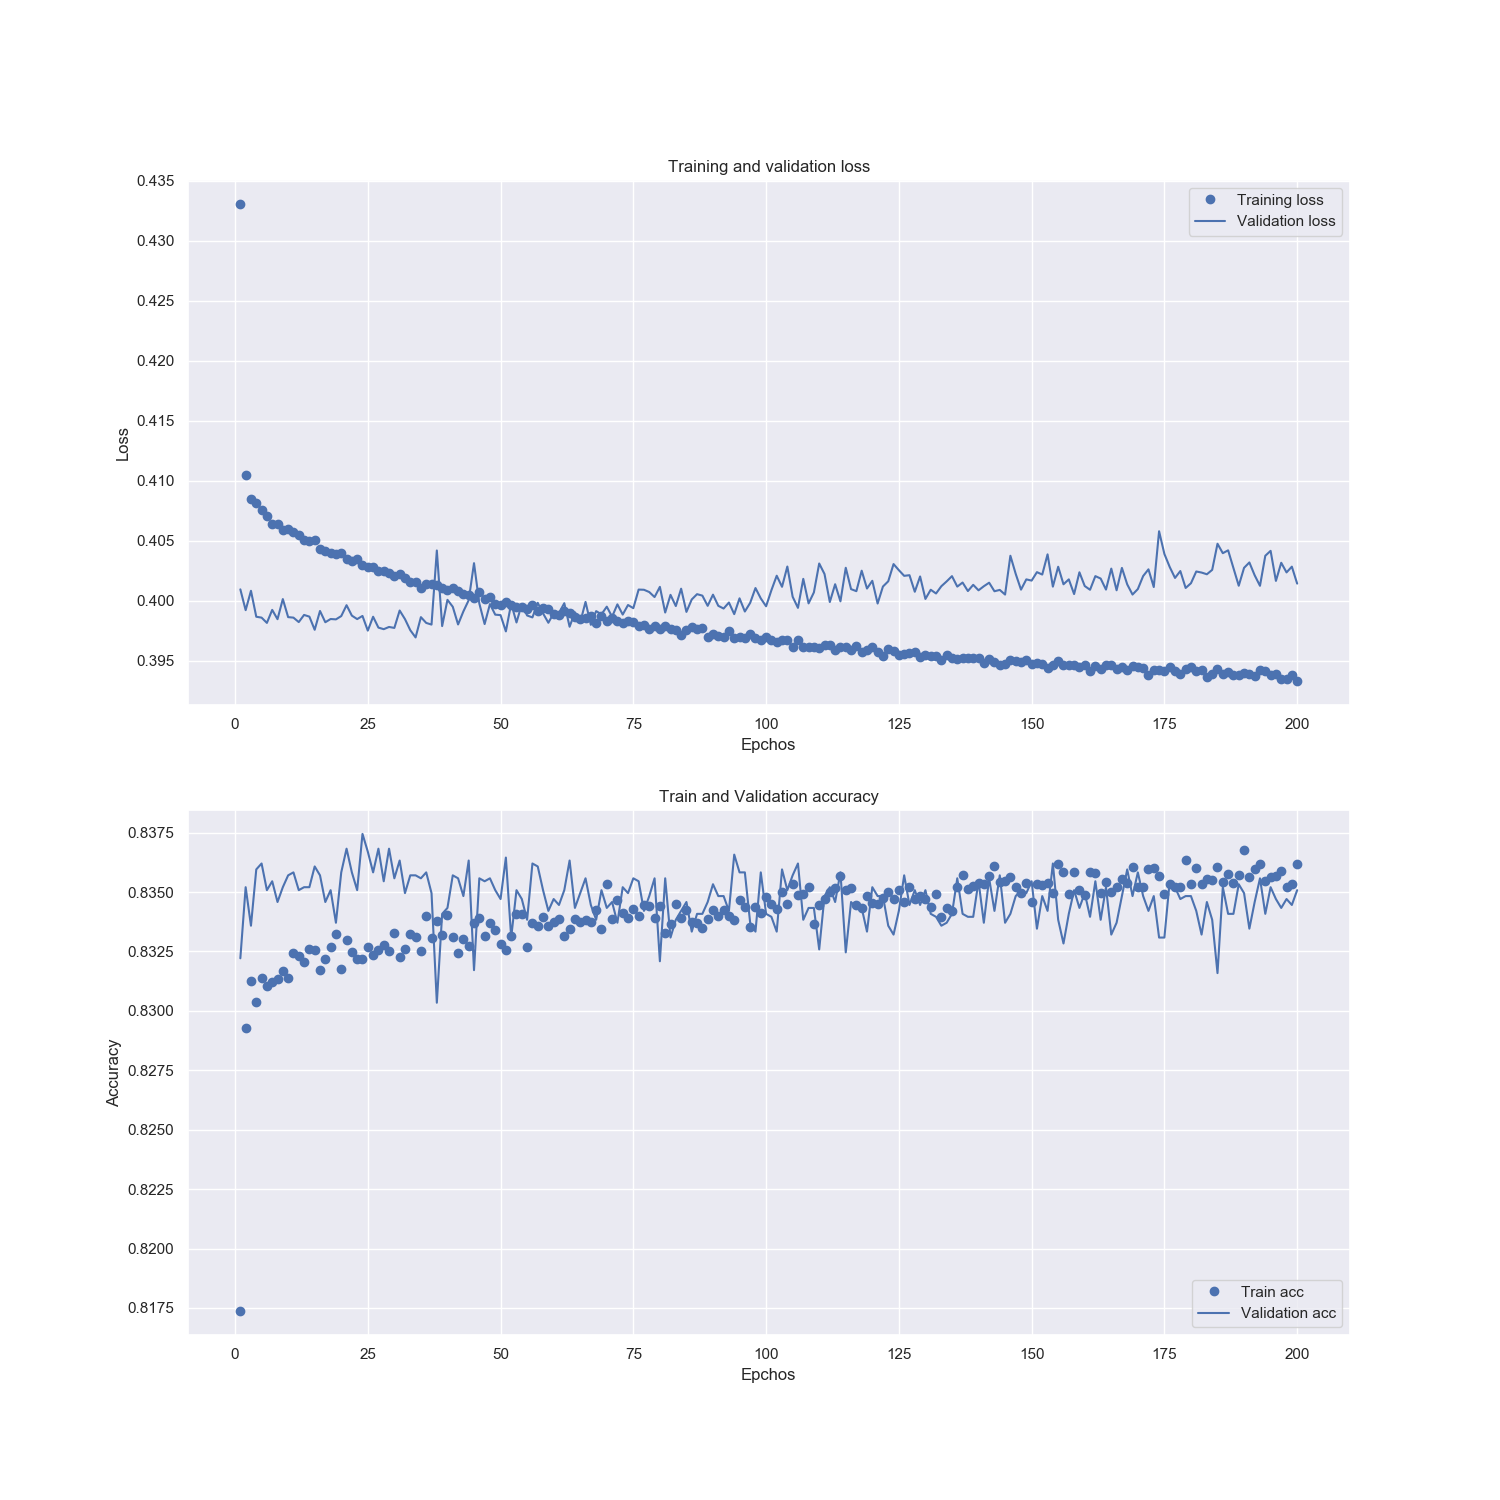 Training and validation loss
0.435
0.430
0.425
0.420
0.415
0.410
0.405
0.400
0.395
Loss
Training loss
Validation loss
0 25 50 75 100 125 150 175 200
Epchos
Train and Validation accuracy
0.8375
0.8350
0.8325
0.8300
0.8275
0.8250
0.8225
0.8200
0.8175
Accuracy
Train acc
Validation acc
0 25 50 75 100 125 150 175 200
Epchos